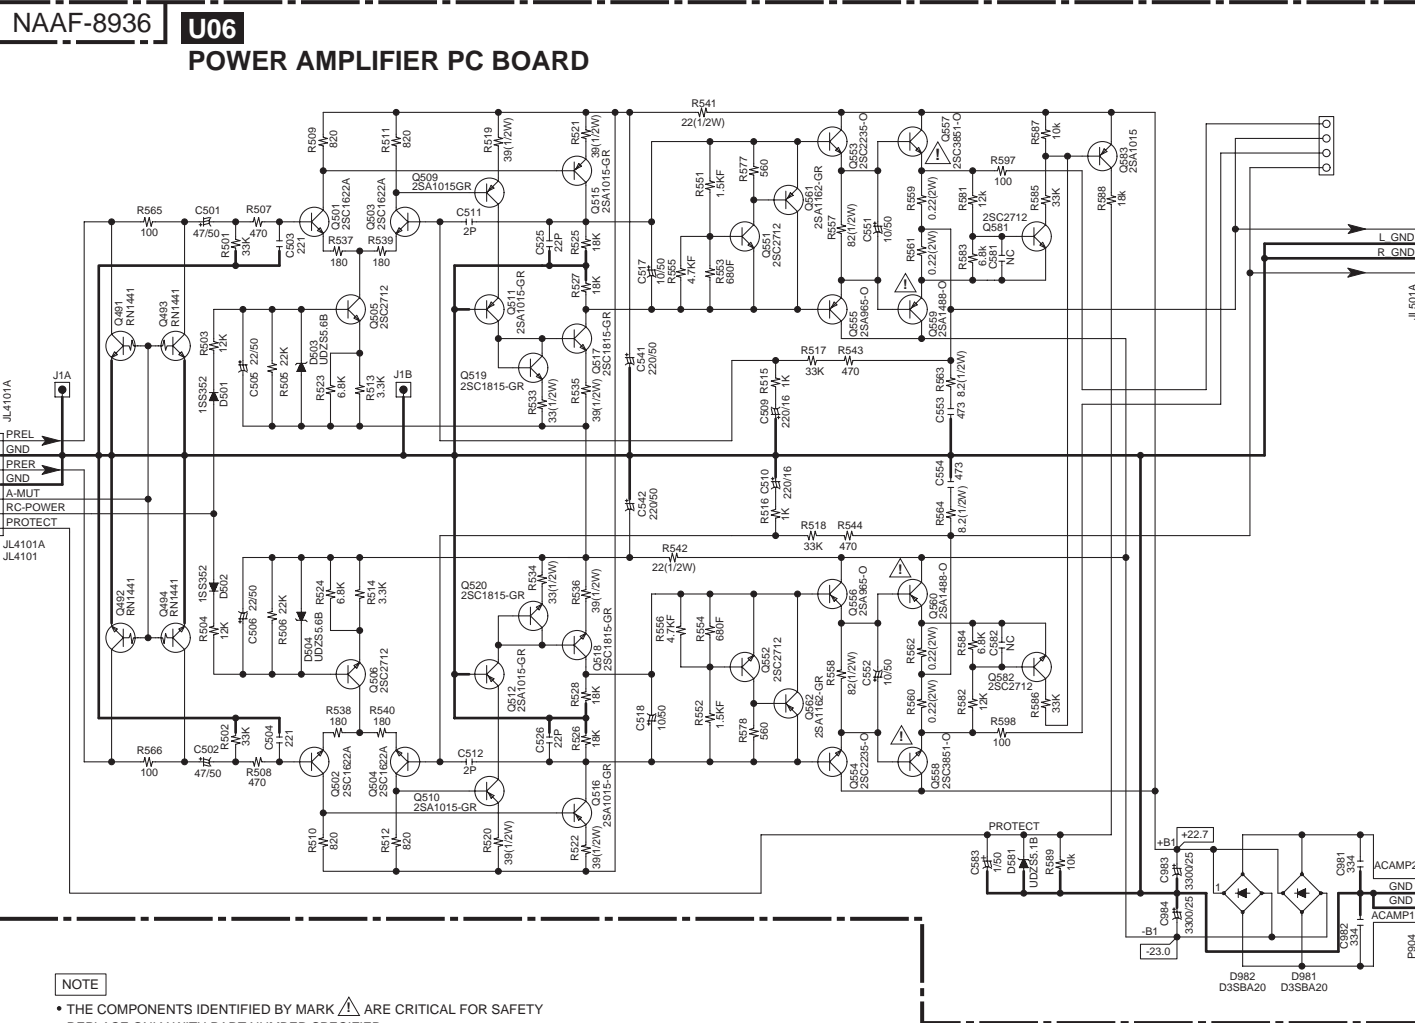 NAAF-8936
U06
POWER AMPLIFIER PC BOARD
R509 820
R511 820
R519 39(1/2W)
R521 39(1/2W)
R541
22(1/2W)
Q509
2SA1015GR
Q515
2SA1015-GR
R565
100
C501
47/50
R507
470
R501
33K
C503
221
Q501
2SC1622A
Q503
2SC1622A
R537
180
R539
180
C511
2P
C525
22P
R525
18K
R527
18K
C517
10/50
R555
4.7KF
R551
1.5KF
R553
680F
R577
560
Q551
2SC2712
Q561
2SA1162-GR
Q553
2SC2235-O
R557
82(1/2W)
C551
10/50
Q555
2SA965-O
Q557
2SC3851-O
R559
0.22(2W)
R561
0.22(2W)
Q559
2SA1488-O
R597
100
R581
12k
R583
6.8k
C581
NC
2SC2712
Q581
R587
10k
R585
33K
Q583
2SA1015
R588
18k
L_GND
R_GND
JL501A
Q491
RN1441
Q493
RN1441
R503
12K
1SS352
D501
C505 22/50
R505 22K
D503
UDZS5.6B
R523
6.8K
R513
3.3K
Q505
2SC2712
J1A
J1B
Q511
2SA1015-GR
Q519
2SC1815-GR
R533
33(1/2W)
Q517
2SC1815-GR
R535
39(1/2W)
C541
220/50
R517
33K
R543
470
R515
1K
C509
220/16
R563
8.2(1/2W)
C553
473
JL4101A
PREL
GND
PRER
GND
A-MUT
RC-POWER
PROTECT
JL4101A
JL4101
C542
220/50
C510
220/16
R516
1K
R518
33K
R544
470
C554
473
R564
8.2(1/2W)
R542
22(1/2W)
Q492
RN1441
Q494
RN1441
1SS352
D502
R504
12K
C506 22/50
R506 22K
D504
UDZS5.6B
R524
6.8K
R514
3.3K
Q506
2SC2712
Q520
2SC1815-GR
R534
33(1/2W)
R536
39(1/2W)
Q518
2SC1815-GR
Q512
2SA1015-GR
R528
18K
R526
18K
C526
22P
C518
10/50
R556
4.7KF
R554
680F
R552
1.5KF
R578
560
Q552
2SC2712
Q562
2SA1162-GR
Q556
2SA965-O
R558
82(1/2W)
C552
10/50
Q554
2SC2235-O
Q560
2SA1488-O
R562
0.22(2W)
R560
0.22(2W)
Q558
2SC3851-O
R584
6.8K
C582
NC
R582
12K
Q582
2SC2712
R586
33K
R598
100
R566
100
C502
47/50
R502
33K
R508
470
C504
221
R538
180
R540
180
Q502
2SC1622A
Q504
2SC1622A
C512
2P
Q510
2SA1015-GR
Q516
2SA1015-GR
R510
820
R512
820
R520
39(1/2W)
R522
39(1/2W)
PROTECT
C583
1/50
D581
UDZS5.1B
R589
10k
+B1
+22.7
C983
3300/25
C984
3300/25
-B1
-23.0
1
D982
D3SBA20
D981
D3SBA20
C981
334
C982
334
ACAMP2
GND
GND
ACAMP1
P904
NOTE
• THE COMPONENTS IDENTIFIED BY MARK ⚠ ARE CRITICAL FOR SAFETY